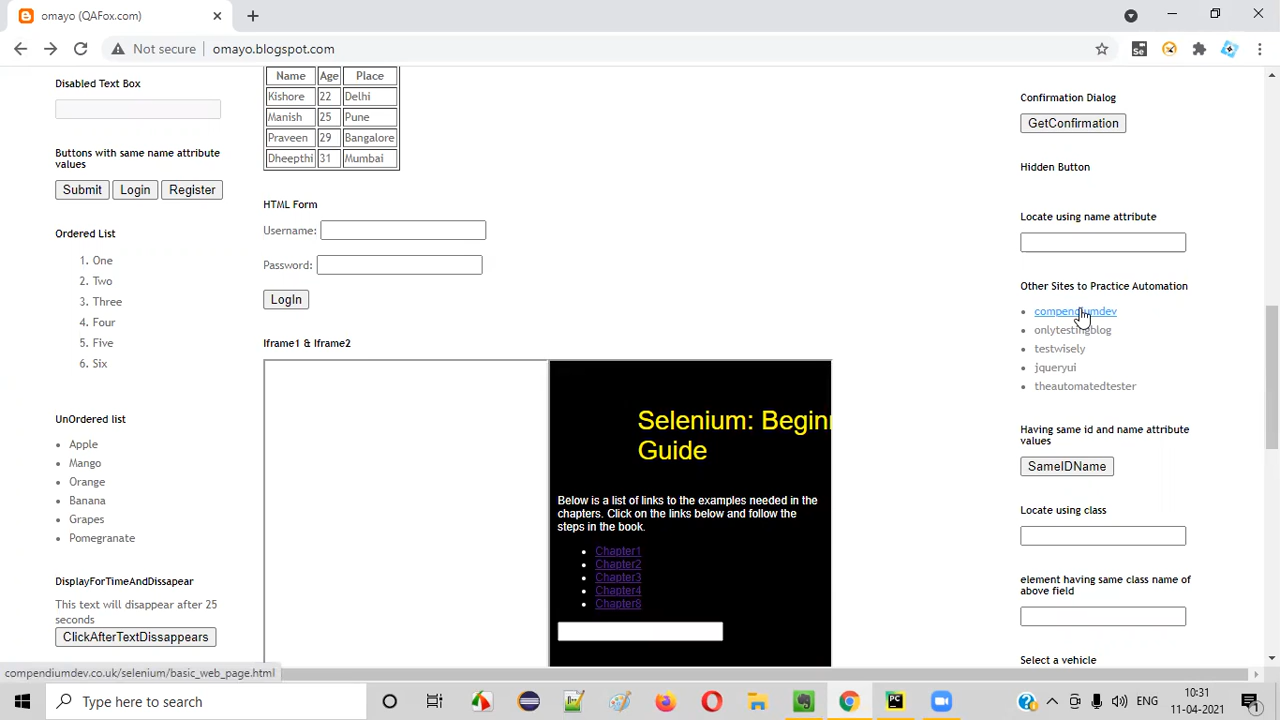 omayo (QAFox.com)
Not secure
omayo.blogspot.com
Disabled Text Box
Buttons with same name attribute
values
Submit
Login
Register
Ordered List
1. One
2. Two
3. Three
4. Four
5. Five
6. Six
UnOrdered list
Apple
Mango
Orange
Banana
Grapes
Pomegranate
DisplayForTimeAndDissapear
This text will disappear after 25
seconds
ClickAfterTextDissappears
Name Age Place
Kishore 22 Delhi
Manish 25 Pune
Praveen 29 Bangalore
Dheepthi 31 Mumbai
HTML Form
Username:
Password:
LogIn
Iframe1 & Iframe2
Selenium: Beginn
Guide
Below is a list of links to the examples needed in the
chapters. Click on the links below and follow the
steps in the book.
Chapter1
Chapter2
Chapter3
Chapter4
Chapter8
Confirmation Dialog
GetConfirmation
Hidden Button
Locate using name attribute
Other Sites to Practice Automation
compendiumdev
onlytestingblog
testwisely
jqueryui
theautomatedtester
Having same id and name attribute
values
SameIDName
Locate using class
element having same class name of
above field
Select a vehicle
compendiumdev.co.uk/selenium/basic_web_page.html
Type here to search
ENG
10:31
11-04-2021